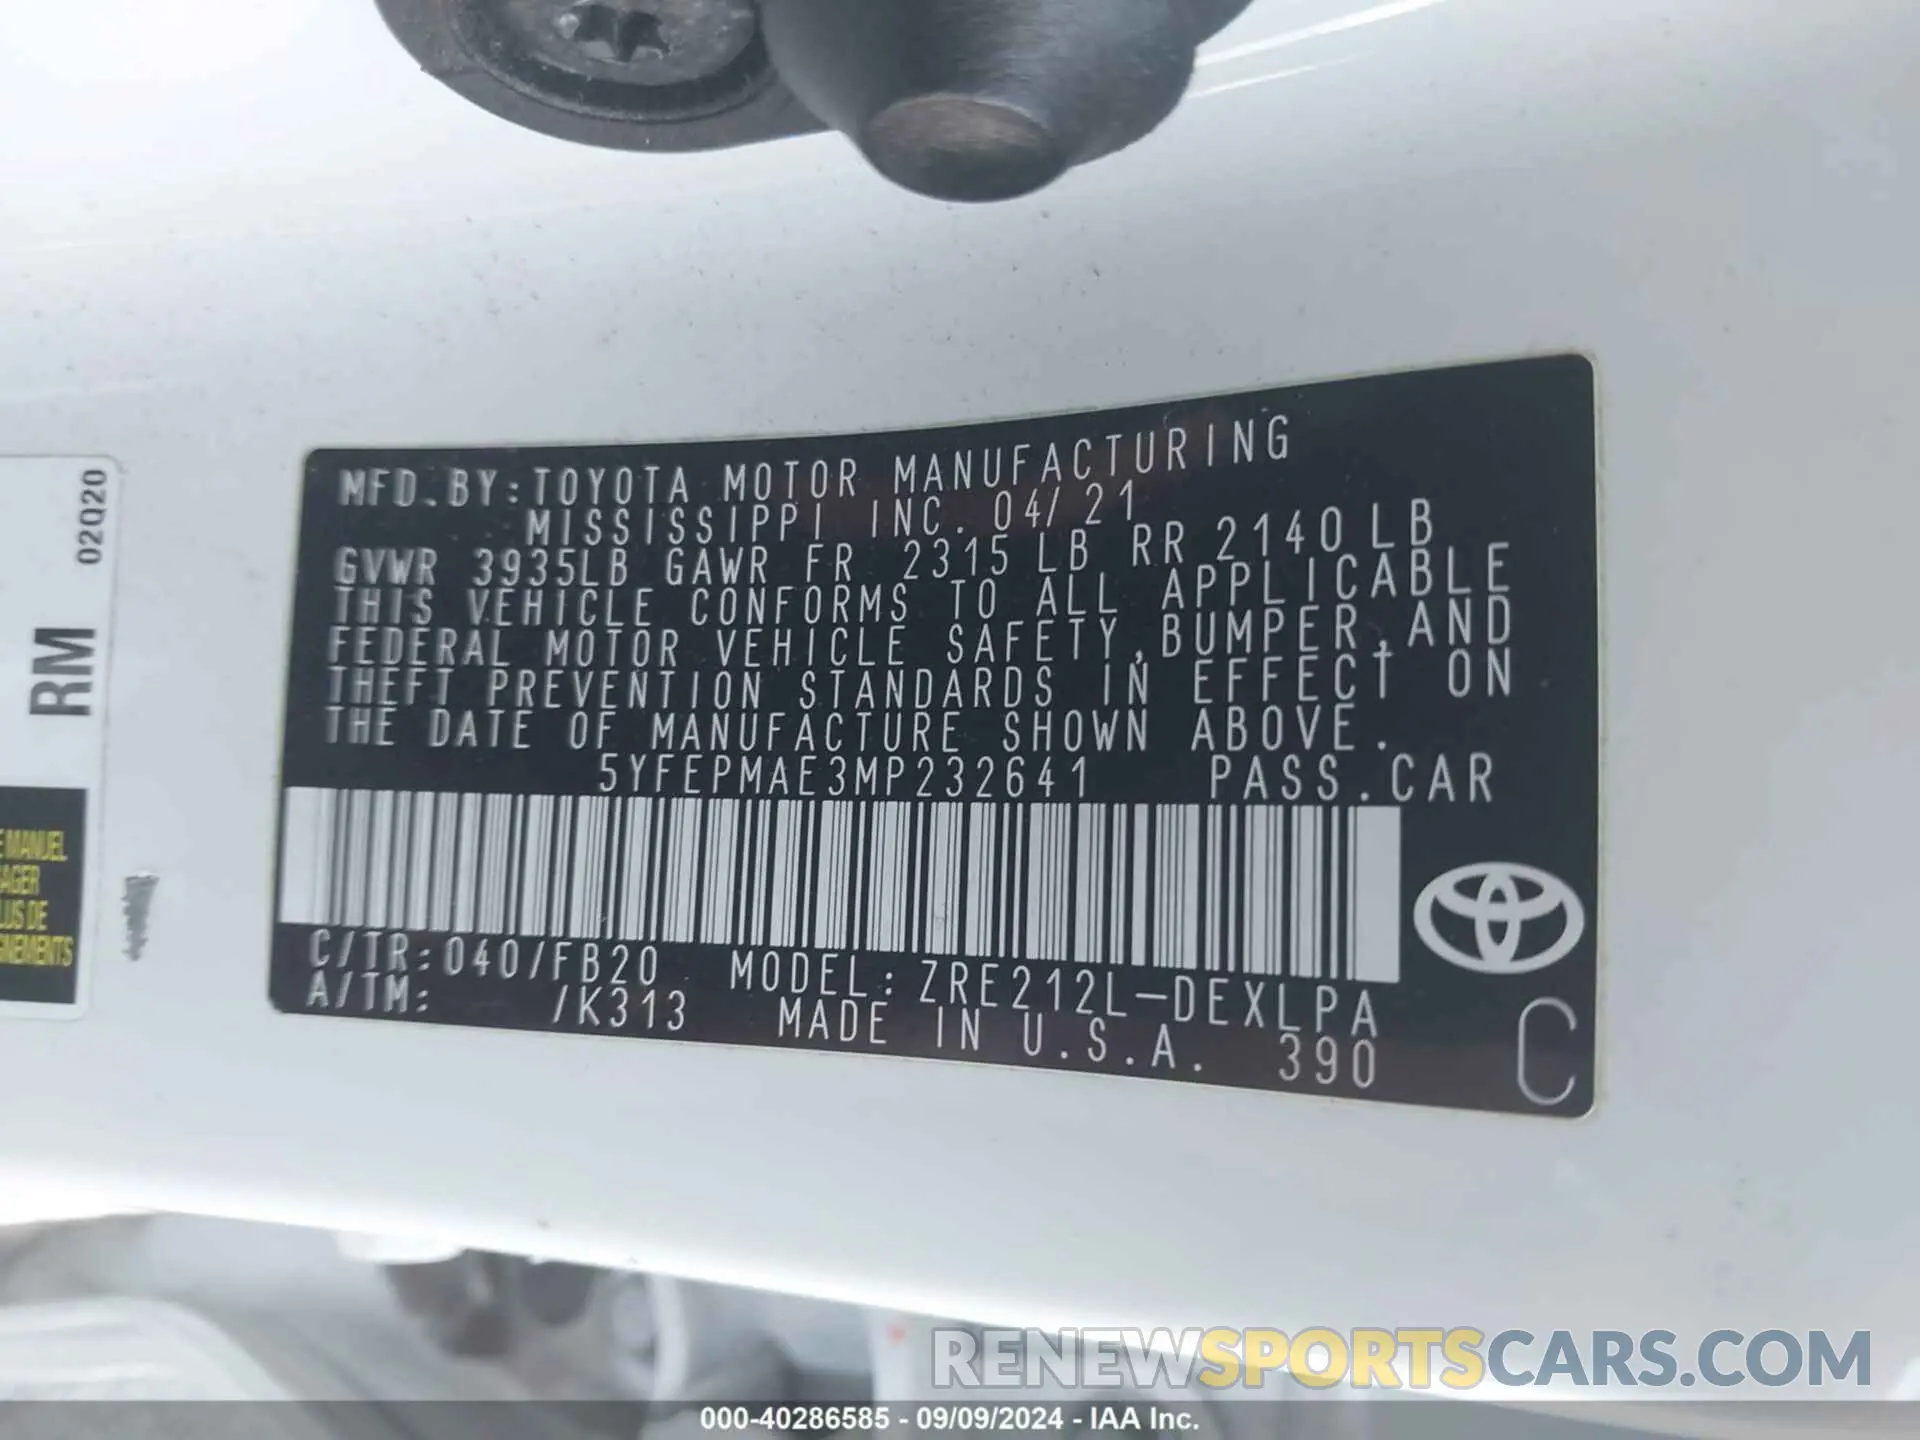 MFD.BY:TOYOTA MOTOR MANUFACTURING
MISSISSIPPI INC. 04/21
GVWR 3935LB GAWR FR 2315 LB RR 2140 LB
THIS VEHICLE CONFORMS TO ALL APPLICABLE
FEDERAL MOTOR VEHICLE SAFETY, BUMPER, AND
THEFT PREVENTION STANDARDS IN EFFECT ON
THE DATE OF MANUFACTURE SHOWN ABOVE.
5YFEPMAE3MP232641 PASS.CAR
C/TR:040/FB20 MODEL:ZRE212L-DEXLPA
A/TM: /K313 MADE IN U.S.A. 390
C
RM 02Q20
E MANUEL
LUS DE
RENEWSPORTSCARS.COM
000-40286585 - 09/09/2024 - IAA Inc.